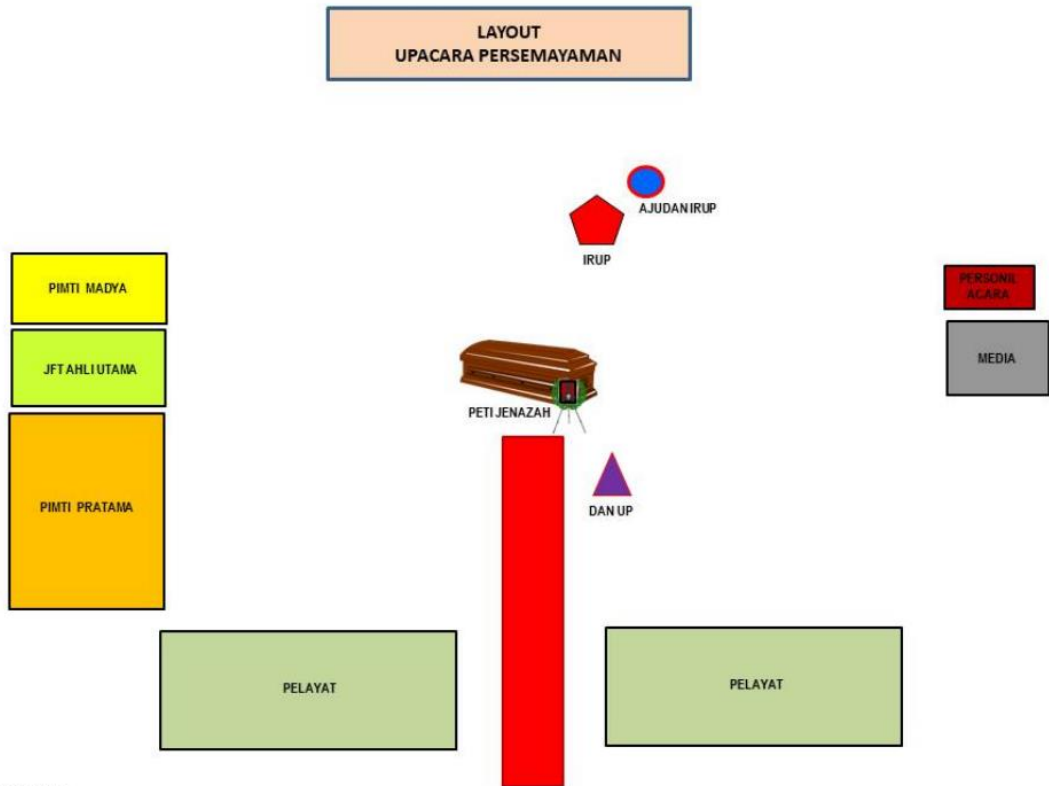 LAYOUT
UPACARA PERSEMAYAMAN
AJUDAN IRUP
IRUP
PIMTI MADYA
PERSONIL
ACARA
JFT AHLI UTAMA
MEDIA
PETI JENAZAH
PIMTI PRATAMA
DAN UP
PELAYAT
PELAYAT